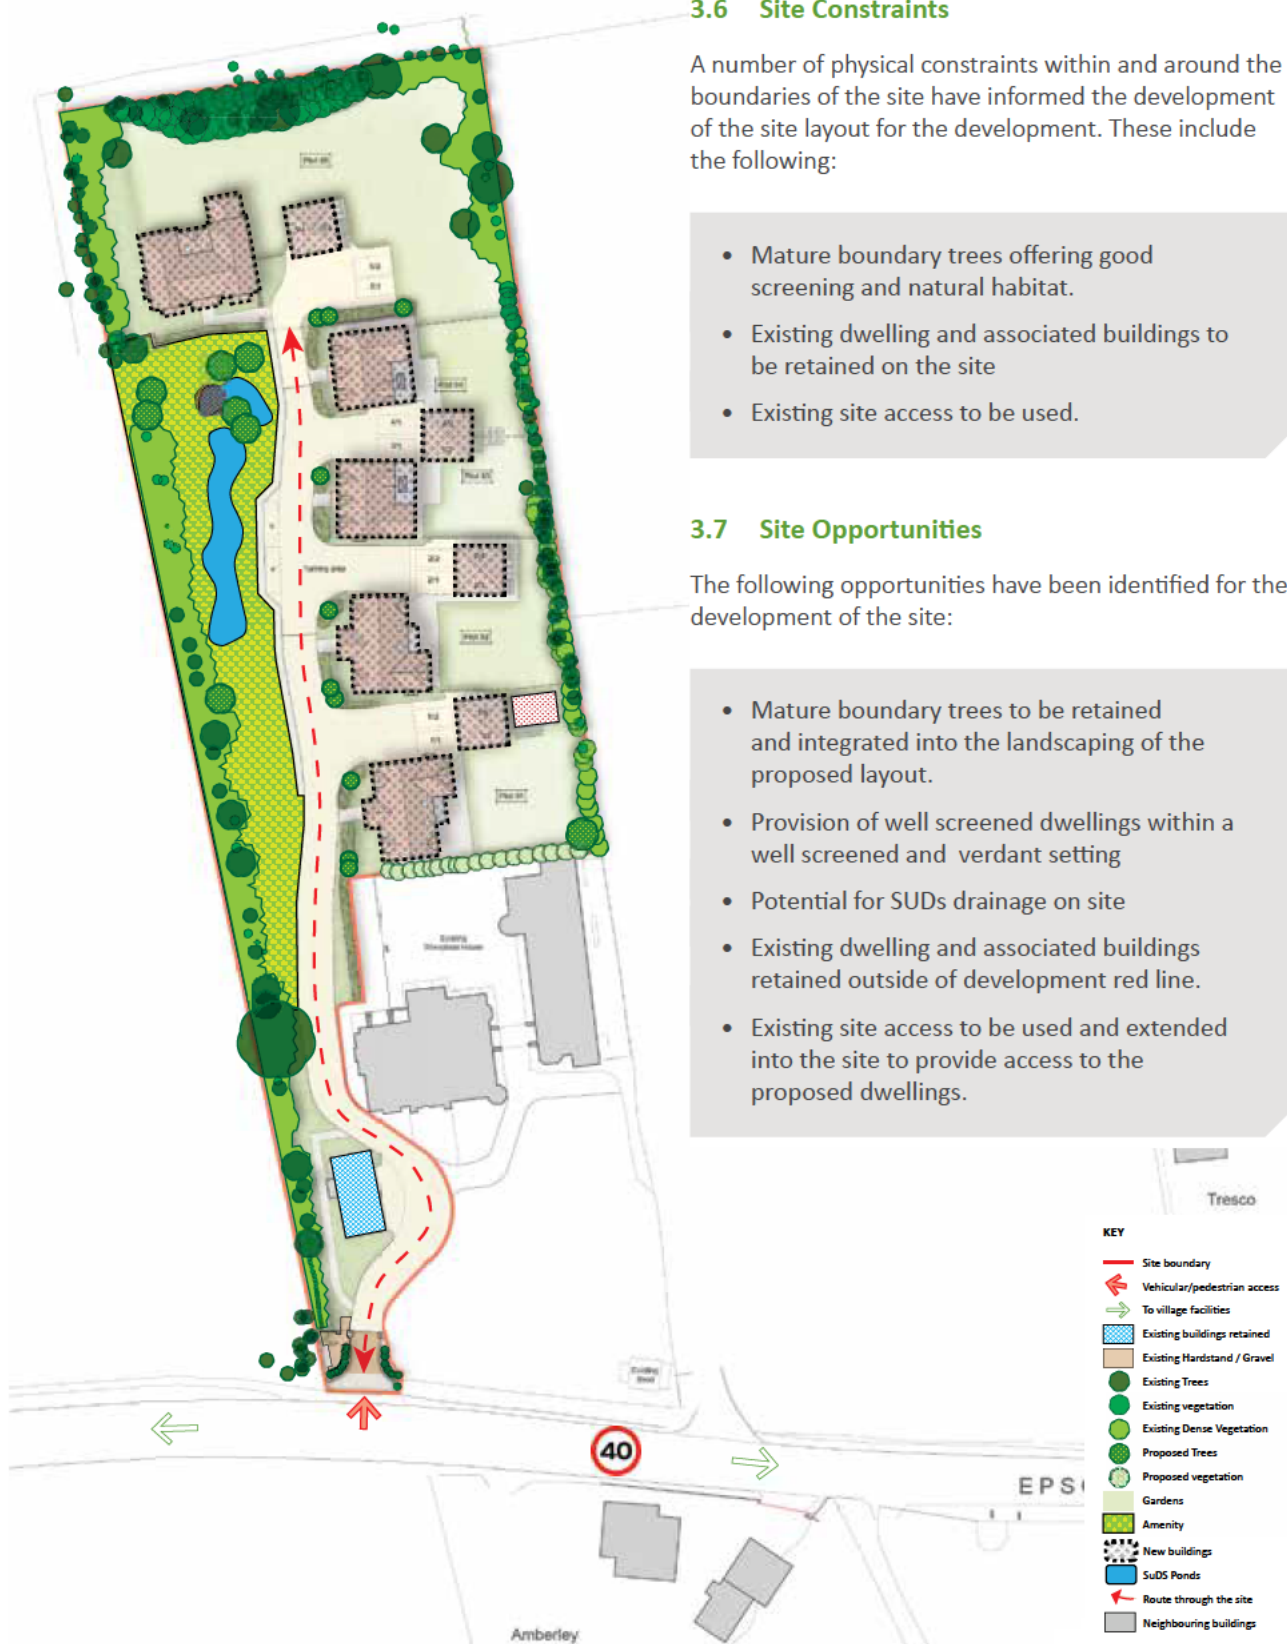 3.6 Site Constraints
A number of physical constraints within and around the
boundaries of the site have informed the development
of the site layout for the development. These include
the following:
• Mature boundary trees offering good
screening and natural habitat.
• Existing dwelling and associated buildings to
be retained on the site
• Existing site access to be used.
3.7 Site Opportunities
The following opportunities have been identified for the
development of the site:
• Mature boundary trees to be retained
and integrated into the landscaping of the
proposed layout.
• Provision of well screened dwellings within a
well screened and verdant setting
• Potential for SUDs drainage on site
• Existing dwelling and associated buildings
retained outside of development red line.
• Existing site access to be used and extended
into the site to provide access to the
proposed dwellings.
Turning area
Existing
40
EPS
Amberley
Tresco
KEY
Site boundary
Vehicular/pedestrian access
To village facilities
Existing buildings retained
Existing Hardstand / Gravel
Existing Trees
Existing vegetation
Existing Dense Vegetation
Proposed Trees
Proposed vegetation
Gardens
Amenity
New buildings
SuDS Ponds
Route through the site
Neighbouring buildings